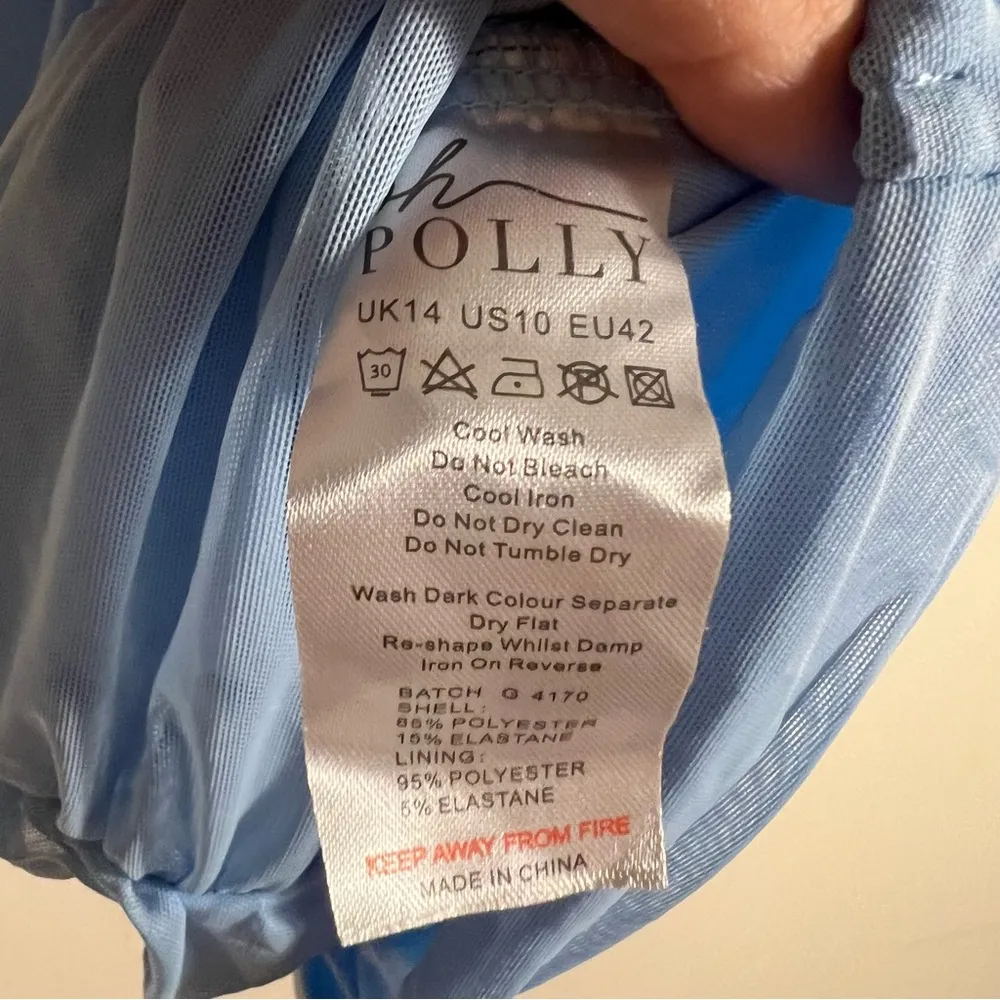 oh
POLLY
UK14 US10 EU42
30
P
Cool Wash
Do Not Bleach
Cool Iron
Do Not Dry Clean
Do Not Tumble Dry
Wash Dark Colour Separate
Dry Flat
Re-shape Whilst Damp
Iron On Reverse
BATCH G 4170
SHELL:
85% POLYESTER
15% ELASTANE
LINING:
95% POLYESTER
5% ELASTANE
KEEP AWAY FROM FIRE
MADE IN CHINA